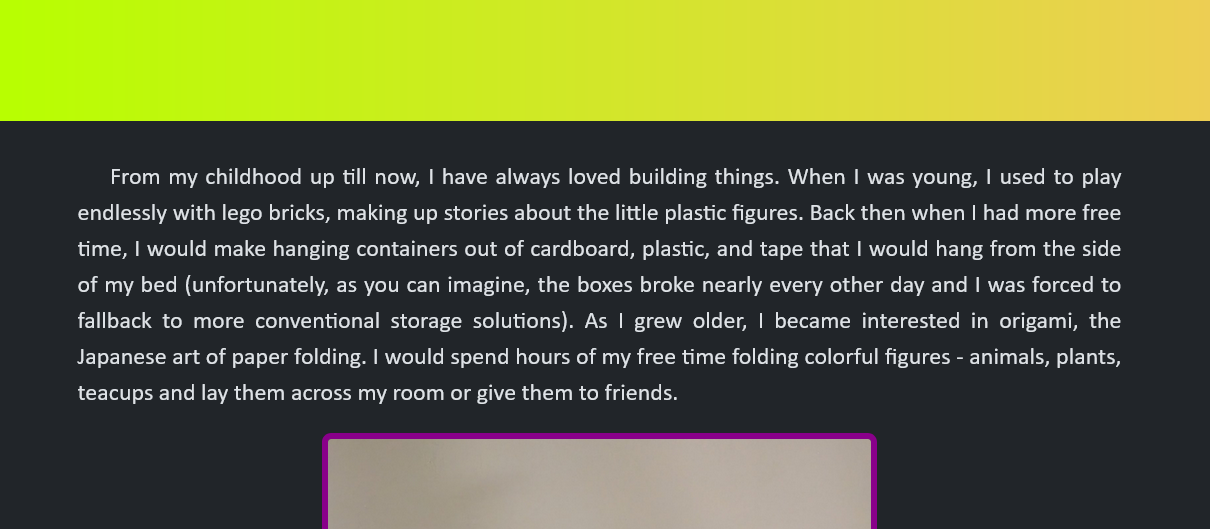 From my childhood up till now, I have always loved building things. When I was young, I used to play
endlessly with lego bricks, making up stories about the little plastic figures. Back then when I had more free
time, I would make hanging containers out of cardboard, plastic, and tape that I would hang from the side
of my bed (unfortunately, as you can imagine, the boxes broke nearly every other day and I was forced to
fallback to more conventional storage solutions). As I grew older, I became interested in origami, the
Japanese art of paper folding. I would spend hours of my free time folding colorful figures - animals, plants,
teacups and lay them across my room or give them to friends.